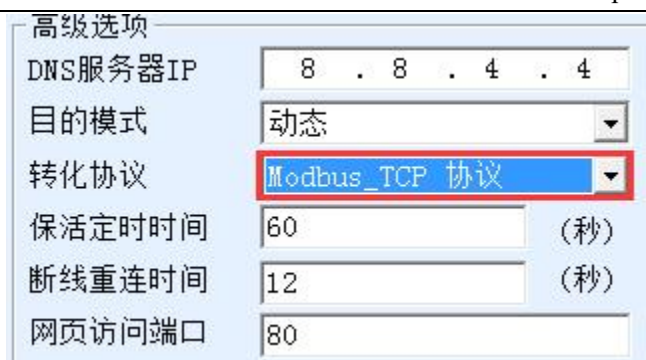 高级选项
DNS服务器IP 8 . 8 . 4 . 4
目的模式 动态
转化协议 Modbus_TCP 协议
保活定时时间 60 (秒)
断线重连时间 12 (秒)
网页访问端口 80